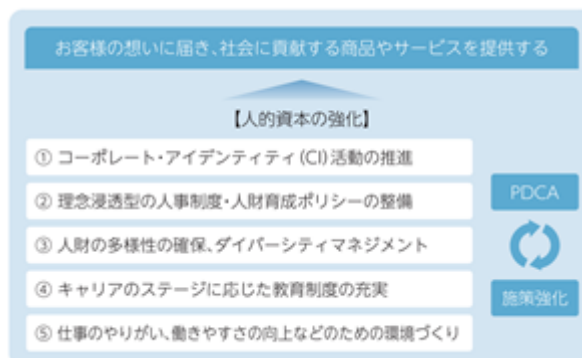 お客様の想いに届き、社会に貢献する商品やサービスを提供する
【人的資本の強化】
① コーポレート・アイデンティティ(CI)活動の推進
② 理念浸透型の人事制度・人財育成ポリシーの整備
③ 人財の多様性の確保、ダイバーシティマネジメント
④ キャリアのステージに応じた教育制度の充実
⑤ 仕事のやりがい、働きやすさの向上などのための環境づくり
PDCA
施策強化